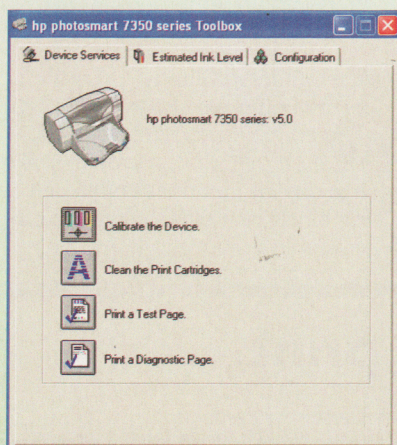 hp photosmart 7350 series Toolbox
Device Services Estimated Ink Level Configuration
hp photosmart 7350 series: v5.0
Calibrate the Device.
Clean the Print Cartridges.
Print a Test Page.
Print a Diagnostic Page.